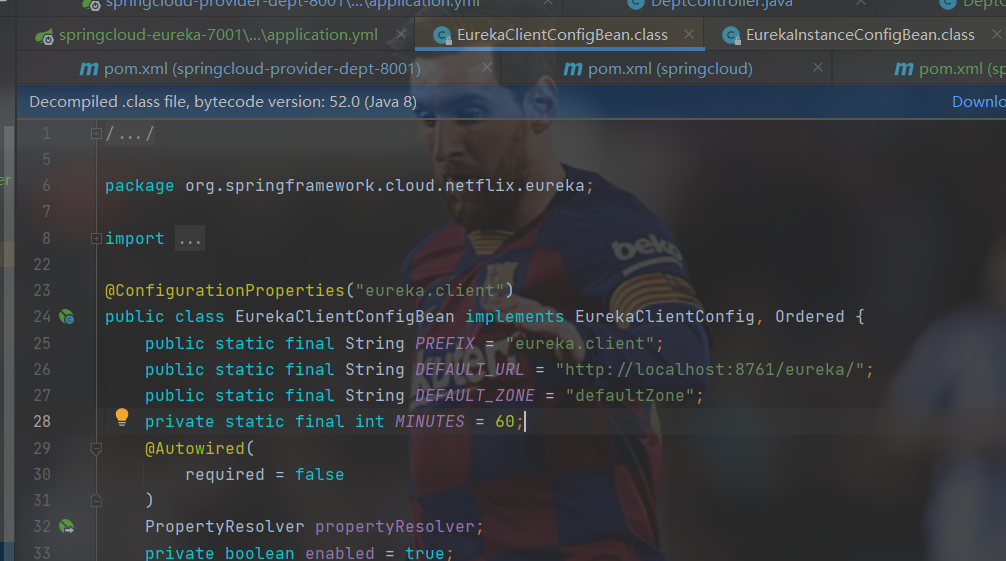 springcloud-provider-dept-8001\...\application.yml DeptController.java
springcloud-eureka-7001\...\application.yml EurekaClientConfigBean.class EurekaInstanceConfigBean.class
pom.xml (springcloud-provider-dept-8001) pom.xml (springcloud) pom.xml (sp
Decompiled .class file, bytecode version: 52.0 (Java 8) Downlo
1 /.../
5
6 package org.springframework.cloud.netflix.eureka;
7
8 import ...
22
beko
23 @ConfigurationProperties("eureka.client")
24 public class EurekaClientConfigBean implements EurekaClientConfig, Ordered {
25 public static final String PREFIX = "eureka.client";
26 public static final String DEFAULT_URL = "http://localhost:8761/eureka/";
27 public static final String DEFAULT_ZONE = "defaultZone";
28 private static final int MINUTES = 60;
29 @Autowired(
30 required = false
31 )
32 PropertyResolver propertyResolver;
33 private boolean enabled = true;